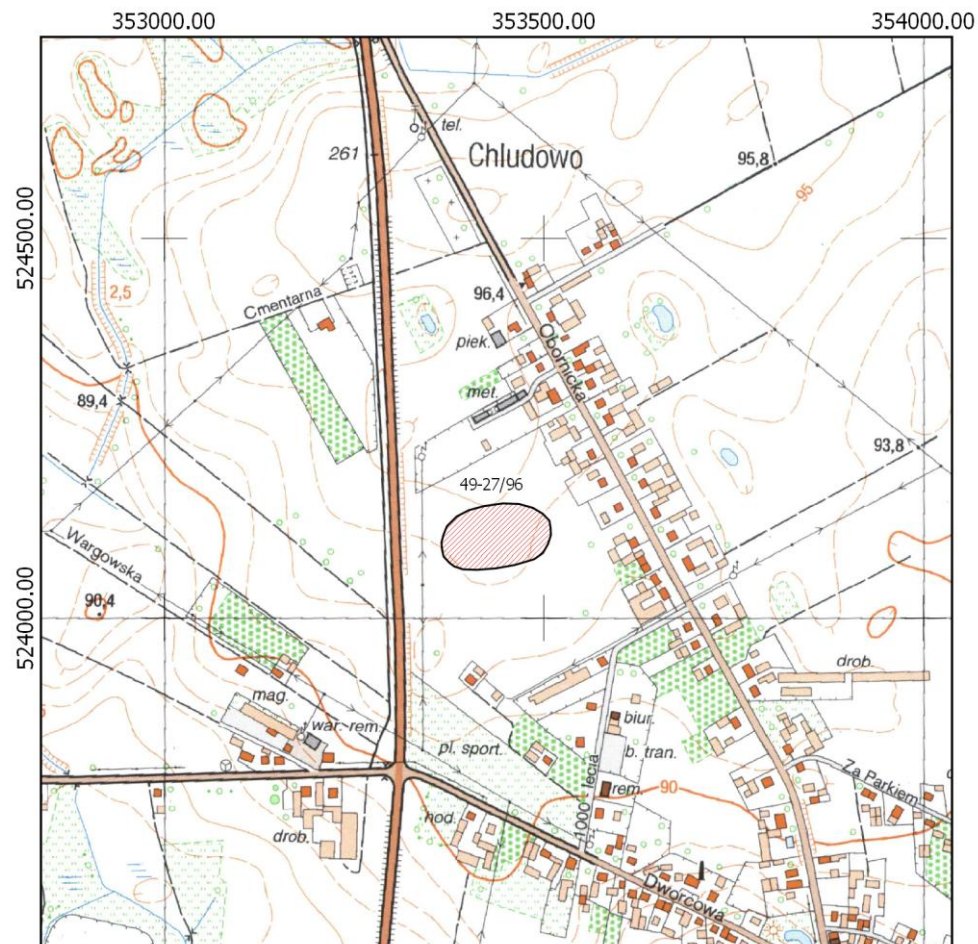 353000.00
353500.00
354000.00
524500.00
524000.00
tel.
261
Chludowo
95,8
95
2,5
Cmentarna
96,4
piek.
Obornicka
met.
89,4
93,8
49-27/96
Wargowska
90,4
drob.
mag.
war.-rem.
pl. sport.
biur.
b. tran.
rem.
1000 - lecia
90
Za Parkiem
hod.
drob.
Dworcowa